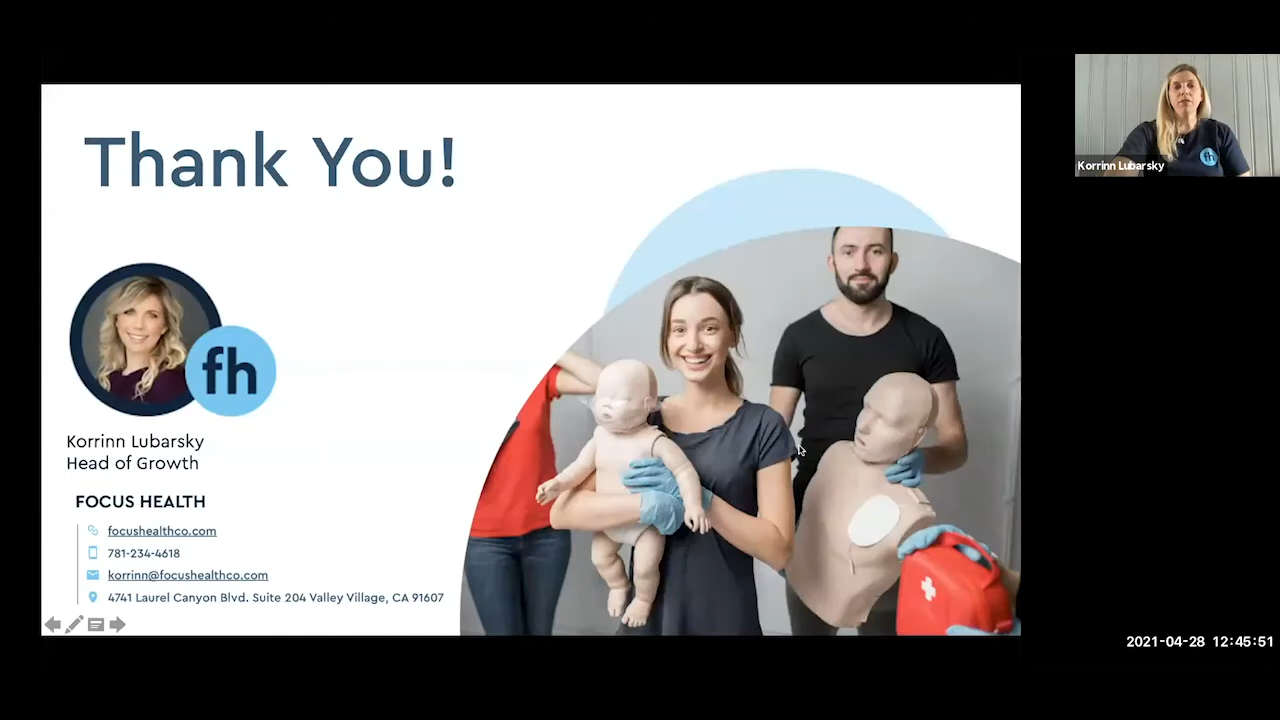 Thank You!
fh
Korrinn Lubarsky
Head of Growth
FOCUS HEALTH
focushealthco.com
781-234-4618
korrinn@focushealthco.com
4741 Laurel Canyon Blvd. Suite 204 Valley Village, CA 91607
fh
Korrinn Lubarsky
2021-04-28 12:45:51